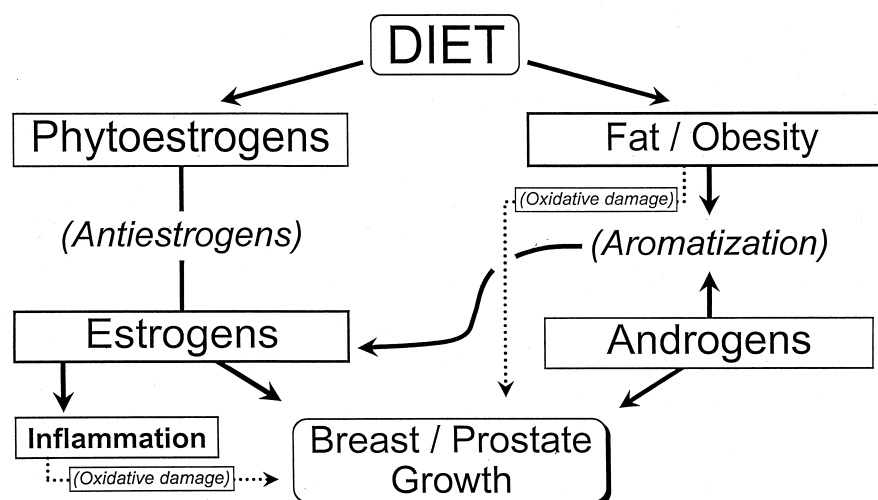 DIET
Phytoestrogens
Fat / Obesity
(Oxidative damage)
(Antiestrogens)
(Aromatization)
Estrogens
Androgens
Inflammation
Breast / Prostate
Growth
(Oxidative damage)